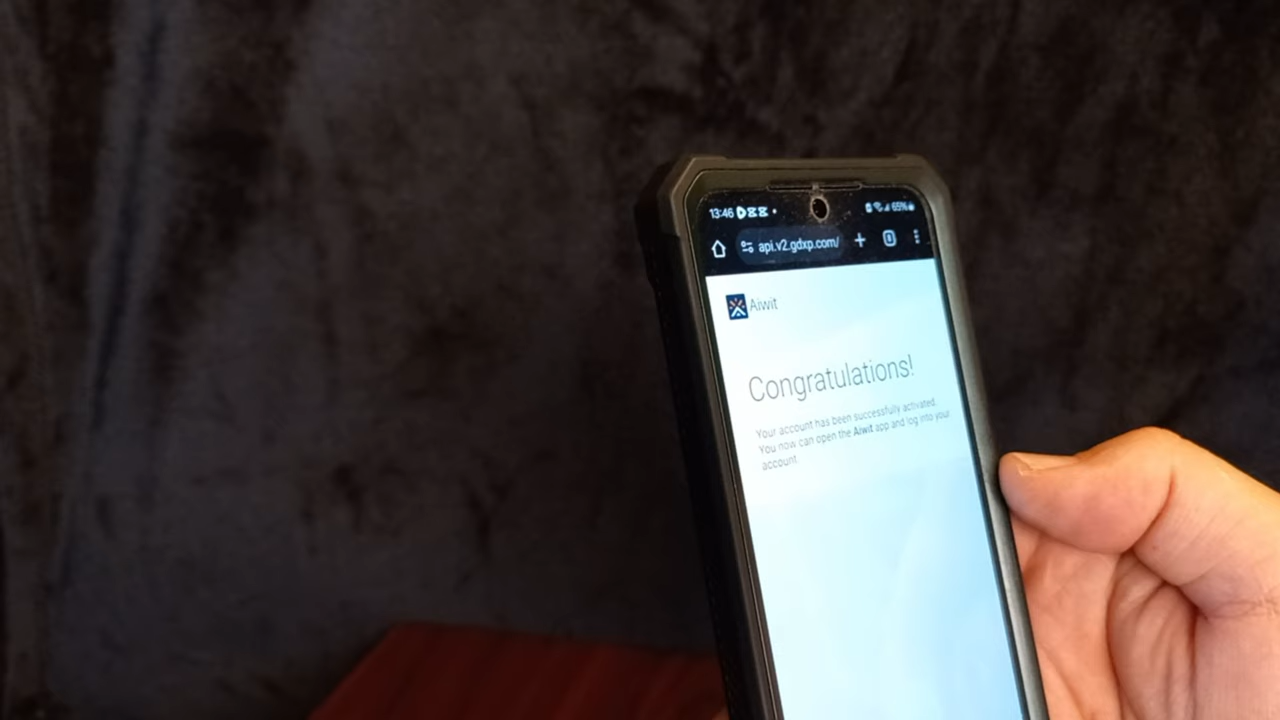 13:46
65%
api.v2.gdxp.com/
Aiwit
Congratulations!
Your account has been successfully activated.
You now can open the Aiwit app and log into your
account